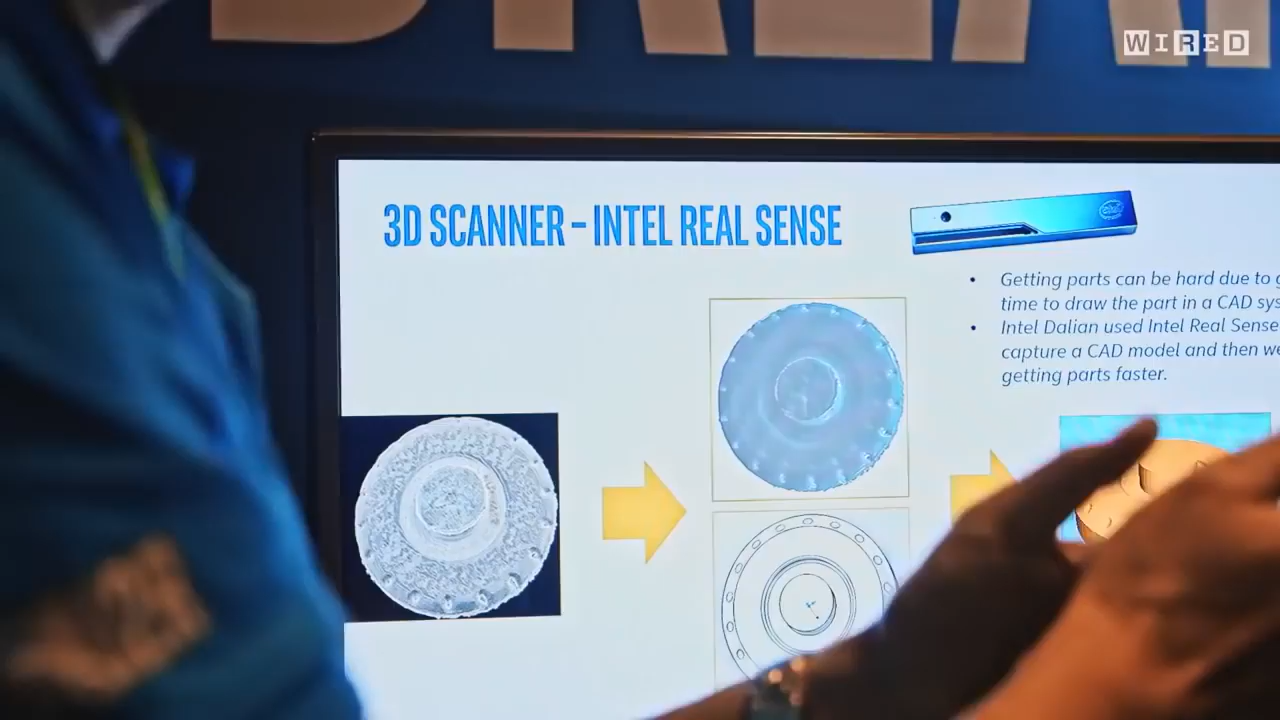 WIRED
3D SCANNER – INTEL REAL SENSE
intel
Getting parts can be hard due to
time to draw the part in a CAD
Intel Dalian used Intel Real Sense
capture a CAD model and then
getting parts faster.